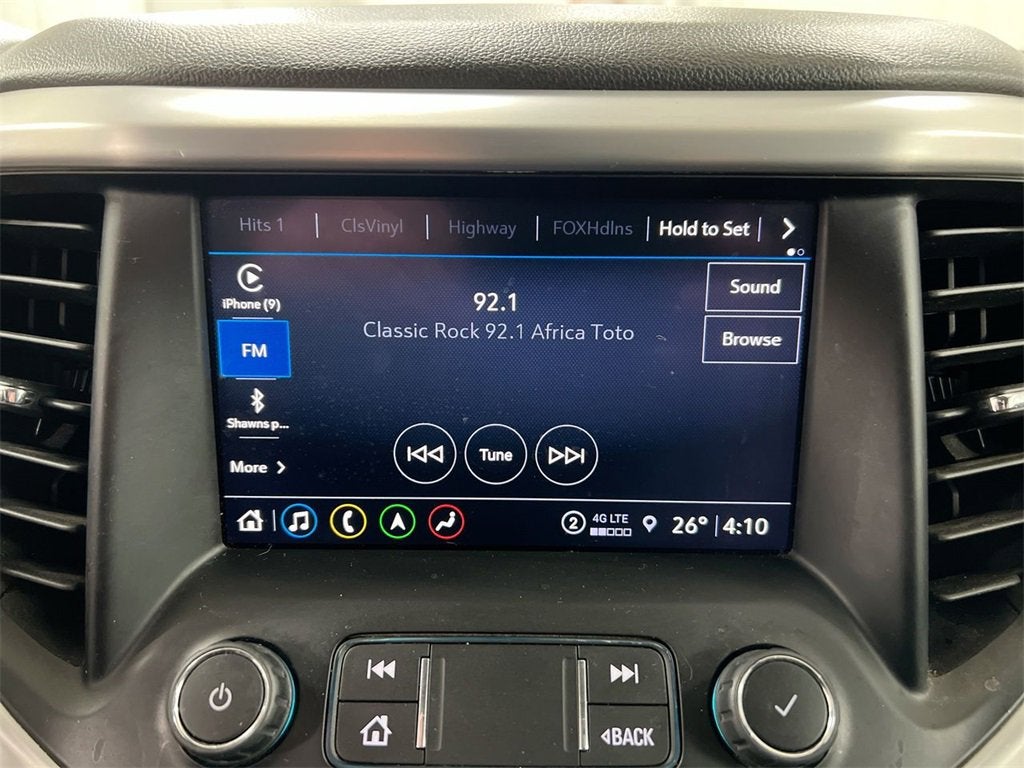 Hits 1 ClsVinyl Highway FOXHdlns Hold to Set
iPhone (9)
92.1
Sound
Classic Rock 92.1 Africa Toto
FM
Browse
Shawns p...
More
Tune
2 4G LTE 26° 4:10
BACK